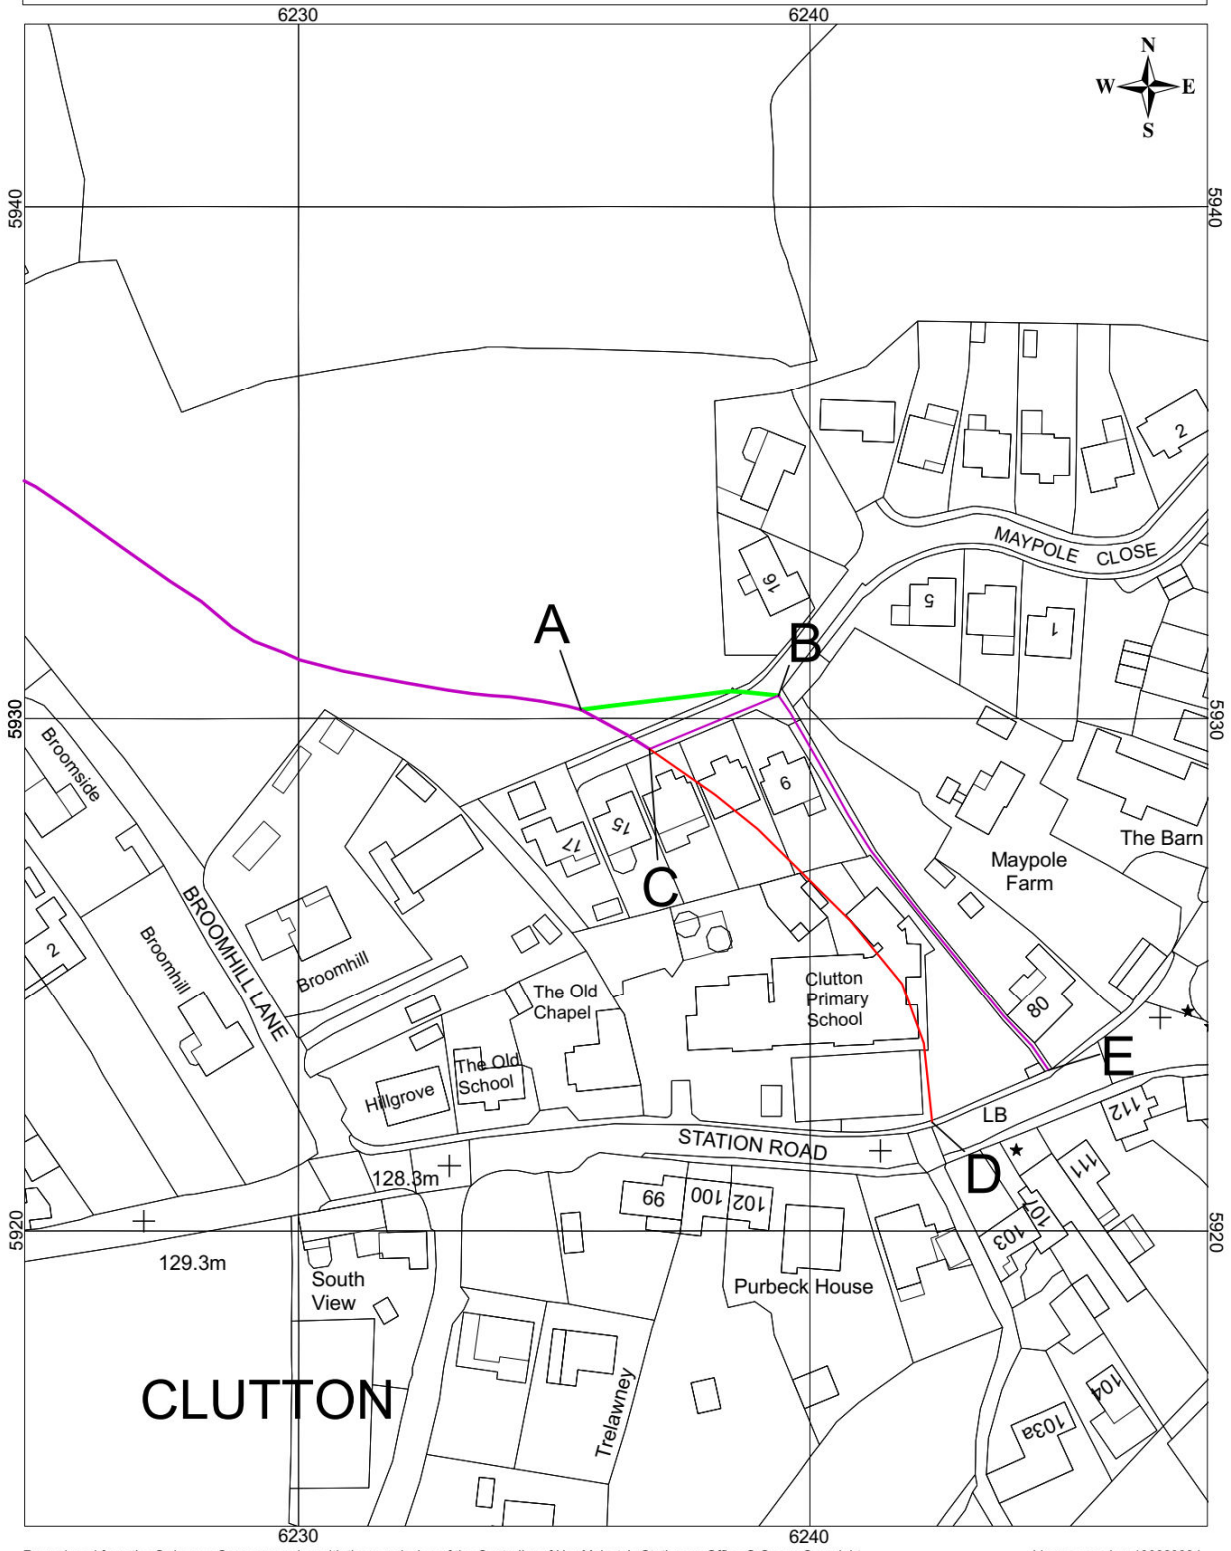 6230
6240
N
W E
S
5940
5940
2
MAYPOLE CLOSE
16
5
1
A
B
5930
5930
Broomside
9
The Barn
15
17
Maypole
Farm
C
2
BROOMHILL LANE
Broomhill
Broomhill
The Old
Chapel
Clutton
Primary
School
80
E
The Old
School
Hillgrove
LB
112
STATION ROAD
D
128.3m
99
100
102
111
107
103
5920
5920
129.3m
South
View
Purbeck House
CLUTTON
Trelawney
104
103a
6230
6240